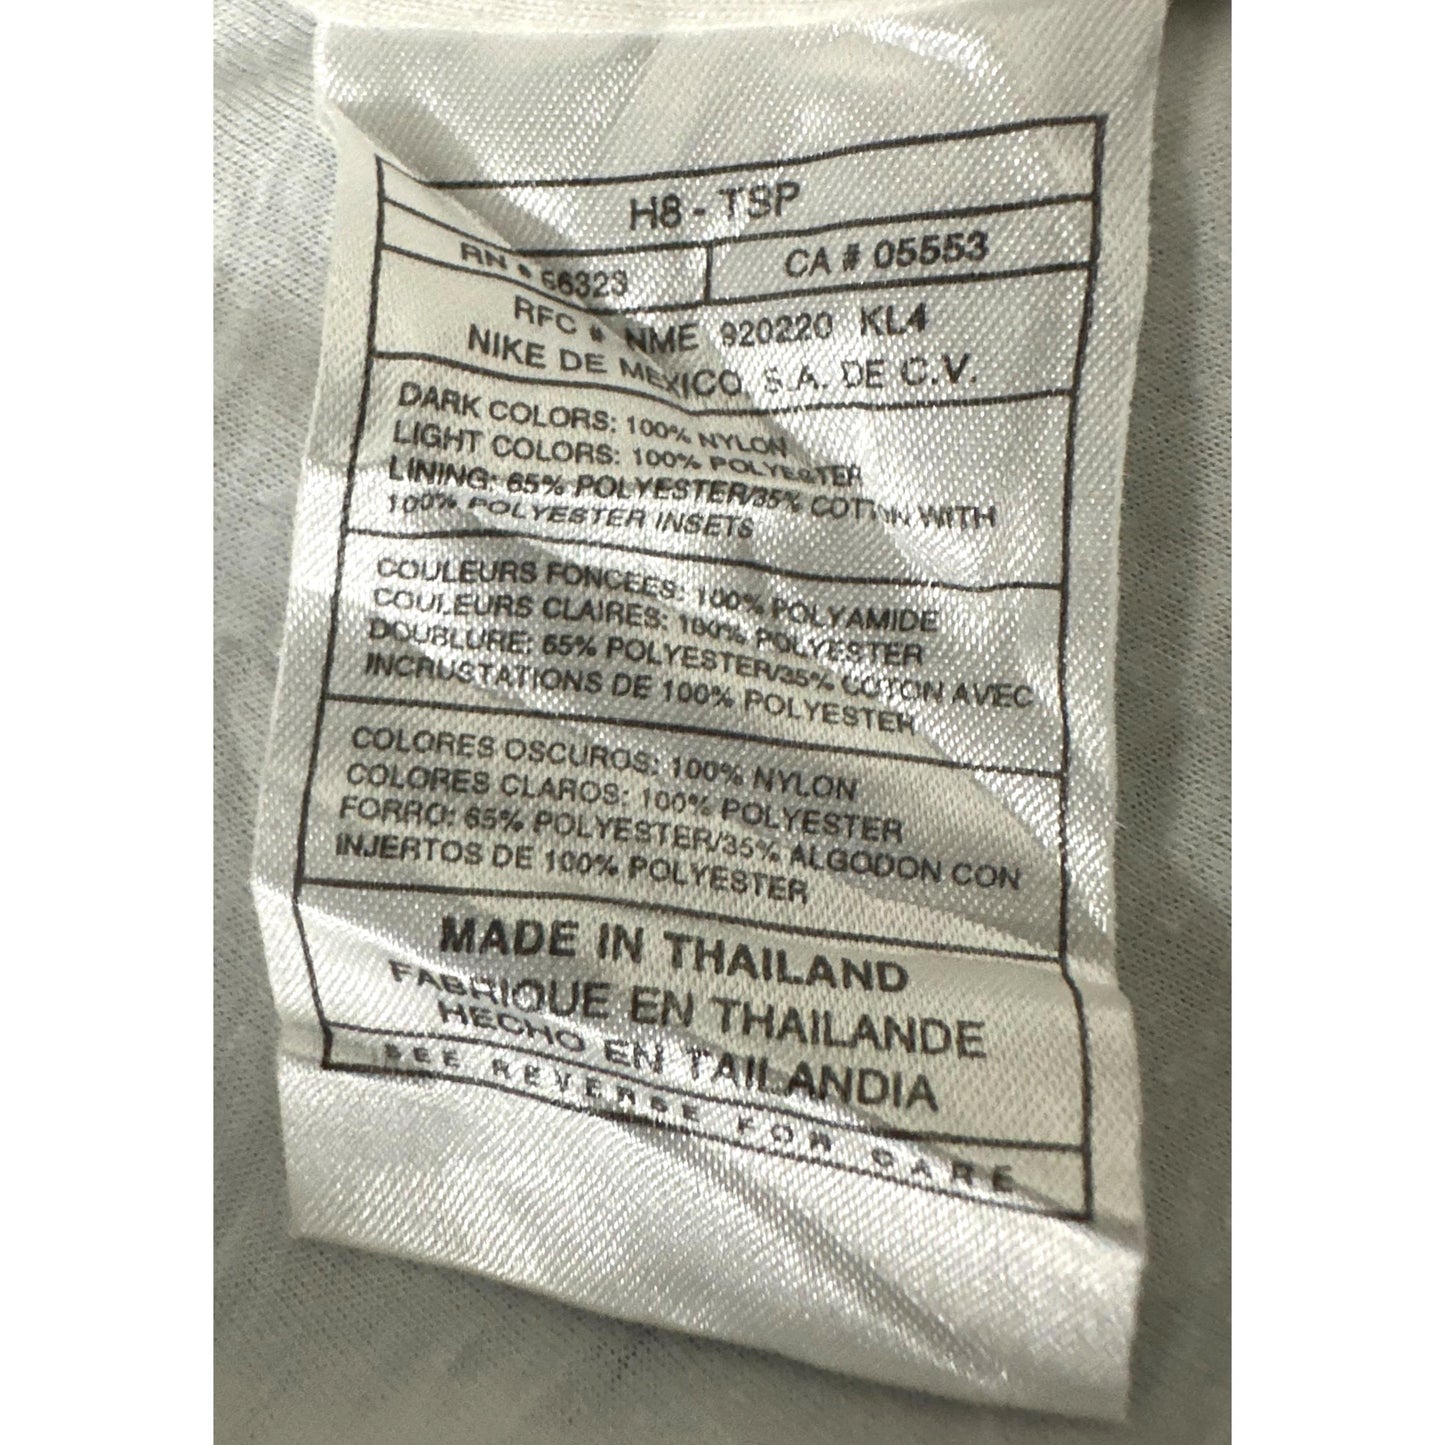 H8 - TSP
RN # 56323 CA # 05553
RFC # NME 920220 KL4
NIKE DE MEXICO, S.A. DE C.V.
DARK COLORS: 100% NYLON
LIGHT COLORS: 100% POLYESTER
LINING: 65% POLYESTER/35% COTTON WITH
100% POLYESTER INSETS
COULEURS FONCEES: 100% POLYAMIDE
COULEURS CLAIRES: 100% POLYESTER
DOUBLURE: 65% POLYESTER/35% COTON AVEC
INCRUSTATIONS DE 100% POLYESTER
COLORES OSCUROS: 100% NYLON
COLORES CLAROS: 100% POLYESTER
FORRO: 65% POLYESTER/35% ALGODON CON
INJERTOS DE 100% POLYESTER
MADE IN THAILAND
FABRIQUE EN THAILANDE
HECHO EN TAILANDIA
SEE REVERSE FOR CARE